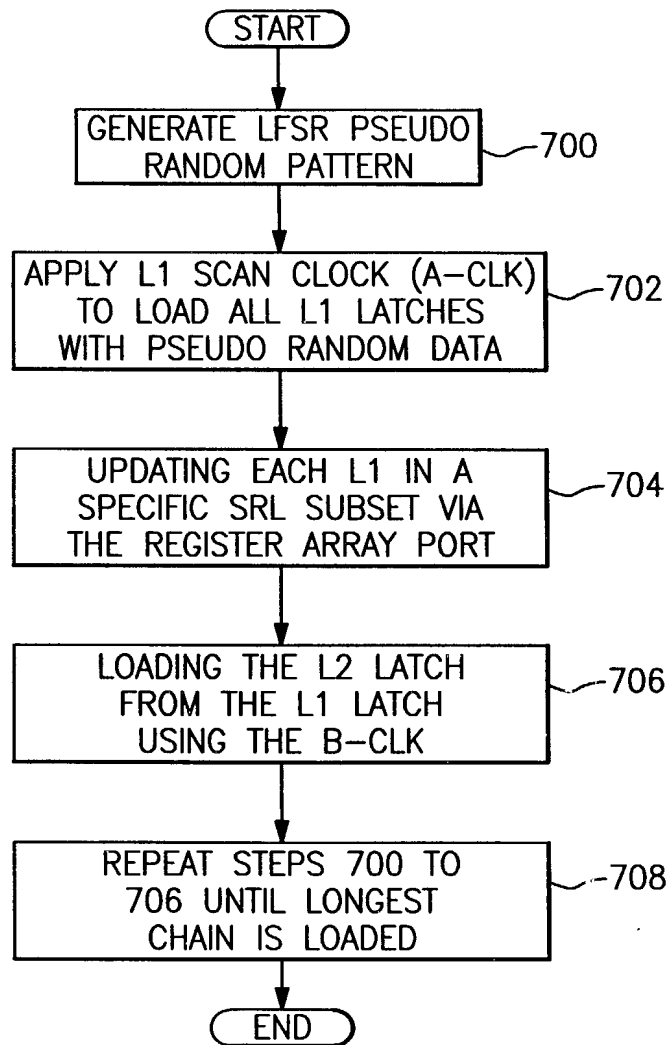 START
GENERATE LFSR PSEUDO
RANDOM PATTERN
700
APPLY L1 SCAN CLOCK (A-CLK)
TO LOAD ALL L1 LATCHES
WITH PSEUDO RANDOM DATA
702
UPDATING EACH L1 IN A
SPECIFIC SRL SUBSET VIA
THE REGISTER ARRAY PORT
704
LOADING THE L2 LATCH
FROM THE L1 LATCH
USING THE B-CLK
706
REPEAT STEPS 700 TO
706 UNTIL LONGEST
CHAIN IS LOADED
708
END